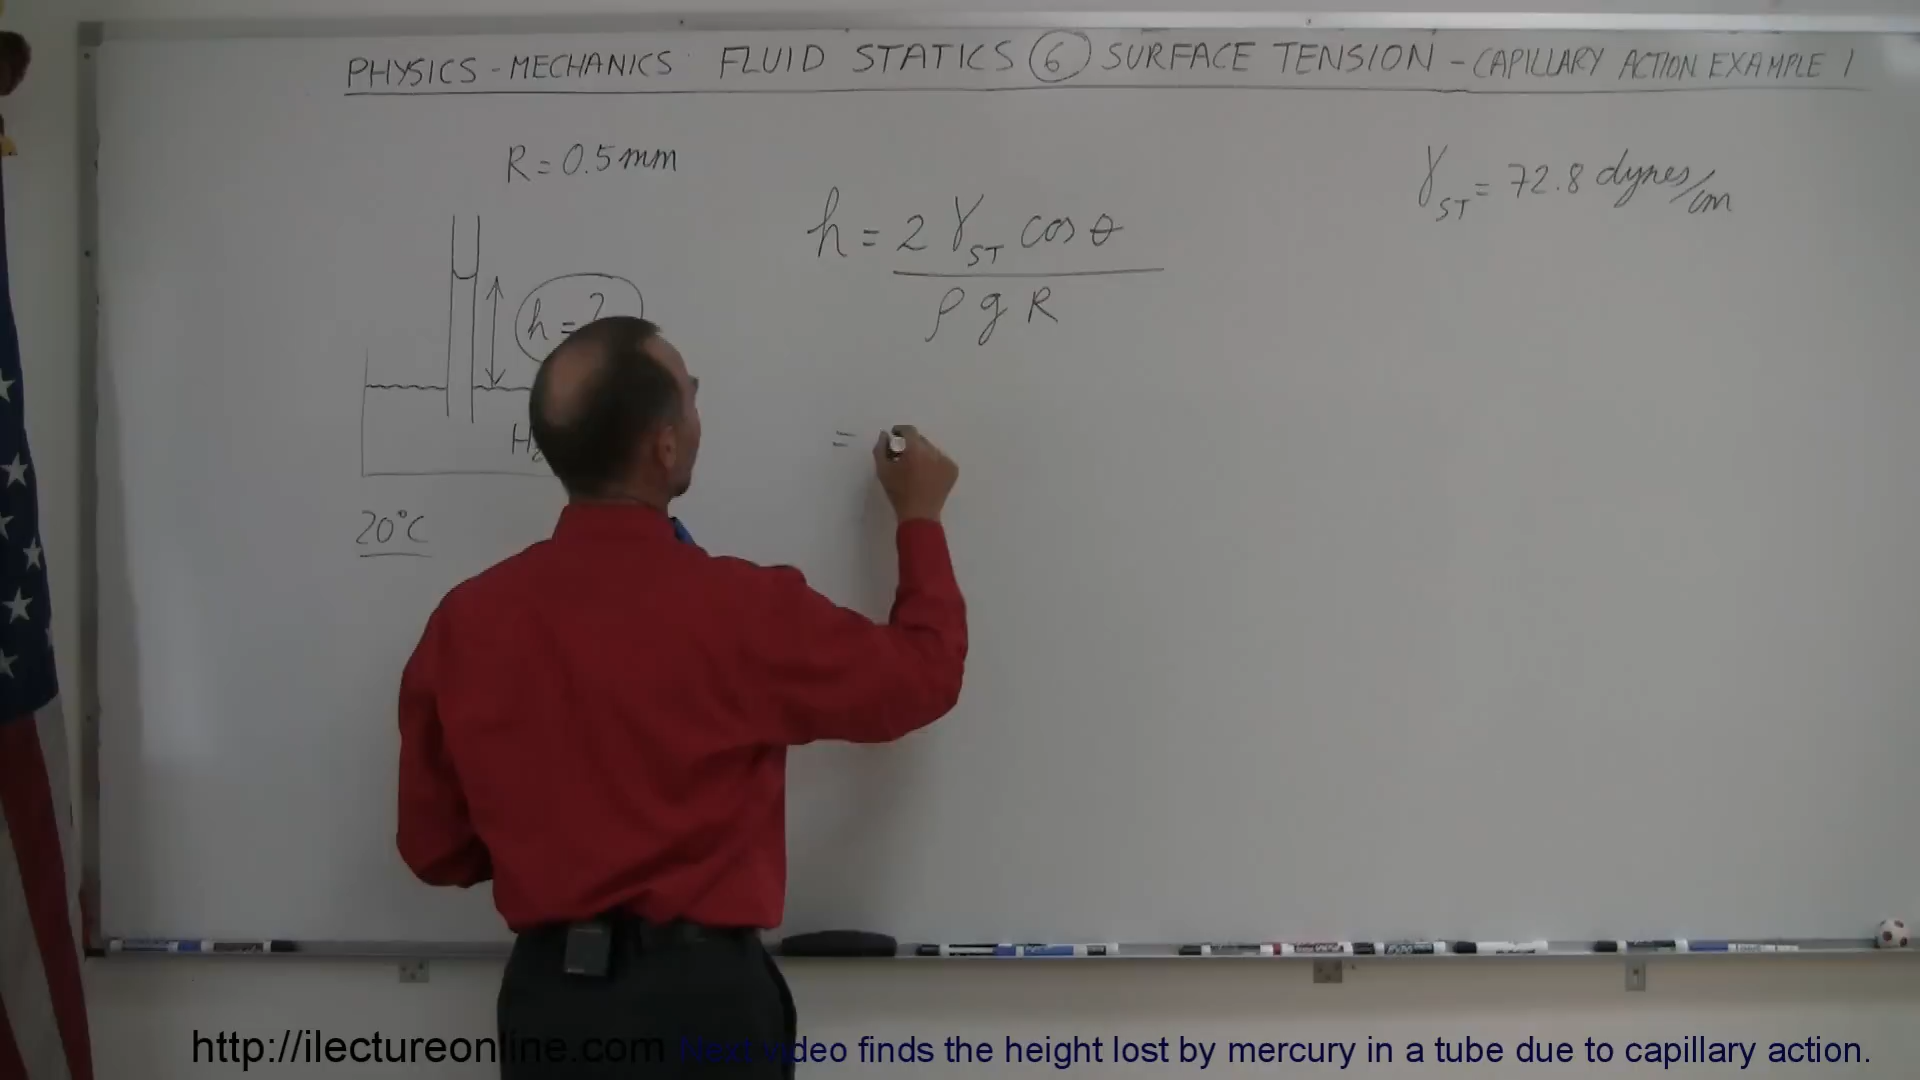 PHYSICS - MECHANICS FLUID STATICS 6 SURFACE TENSION - CAPILLARY ACTION EXAMPLE 1
R = 0.5 mm
γST = 72.8 dynes/cm
h = 2 γST cos θ
ρ g R
h = ?
=
20°C
http://ilectureonline.com Next video finds the height lost by mercury in a tube due to capillary action.